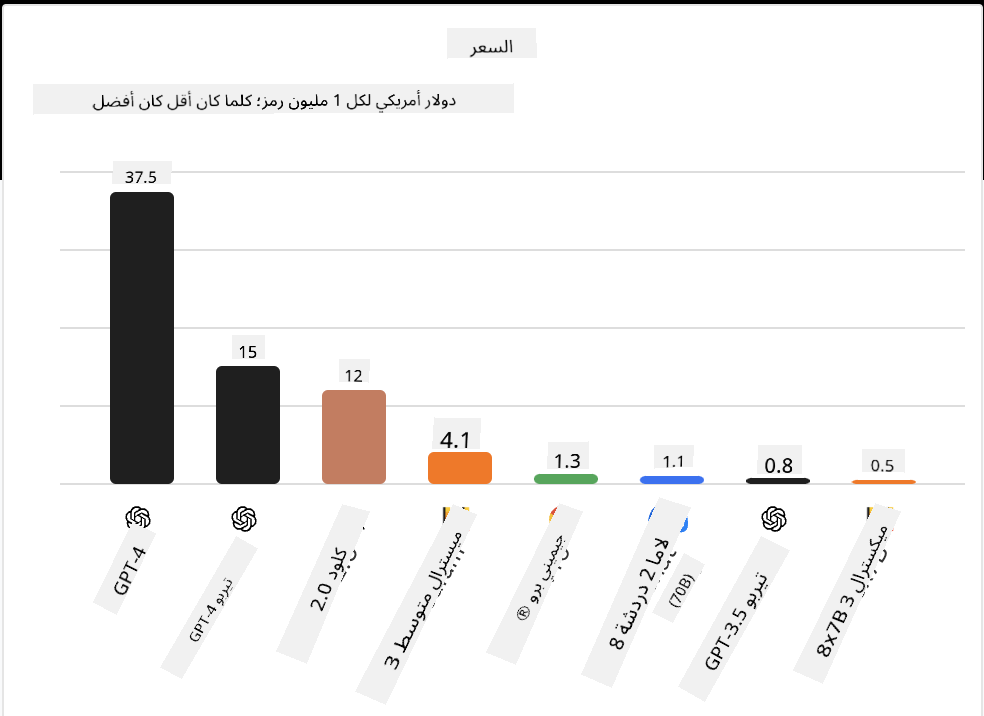 السعر
دولار أمريكي لكل 1 مليون رمز؛ كلما كان أقل كان أفضل
37.5
15
12
4.1
1.3
1.1
0.8
0.5
GPT-4
GPT-4 تيربو
كلود 2.0
ميسترال متوسط 3
جيميني برو ®
لاما 2 دردشة 8
(70B)
GPT-3.5 تيربو
ميكسترال 3 8x7B